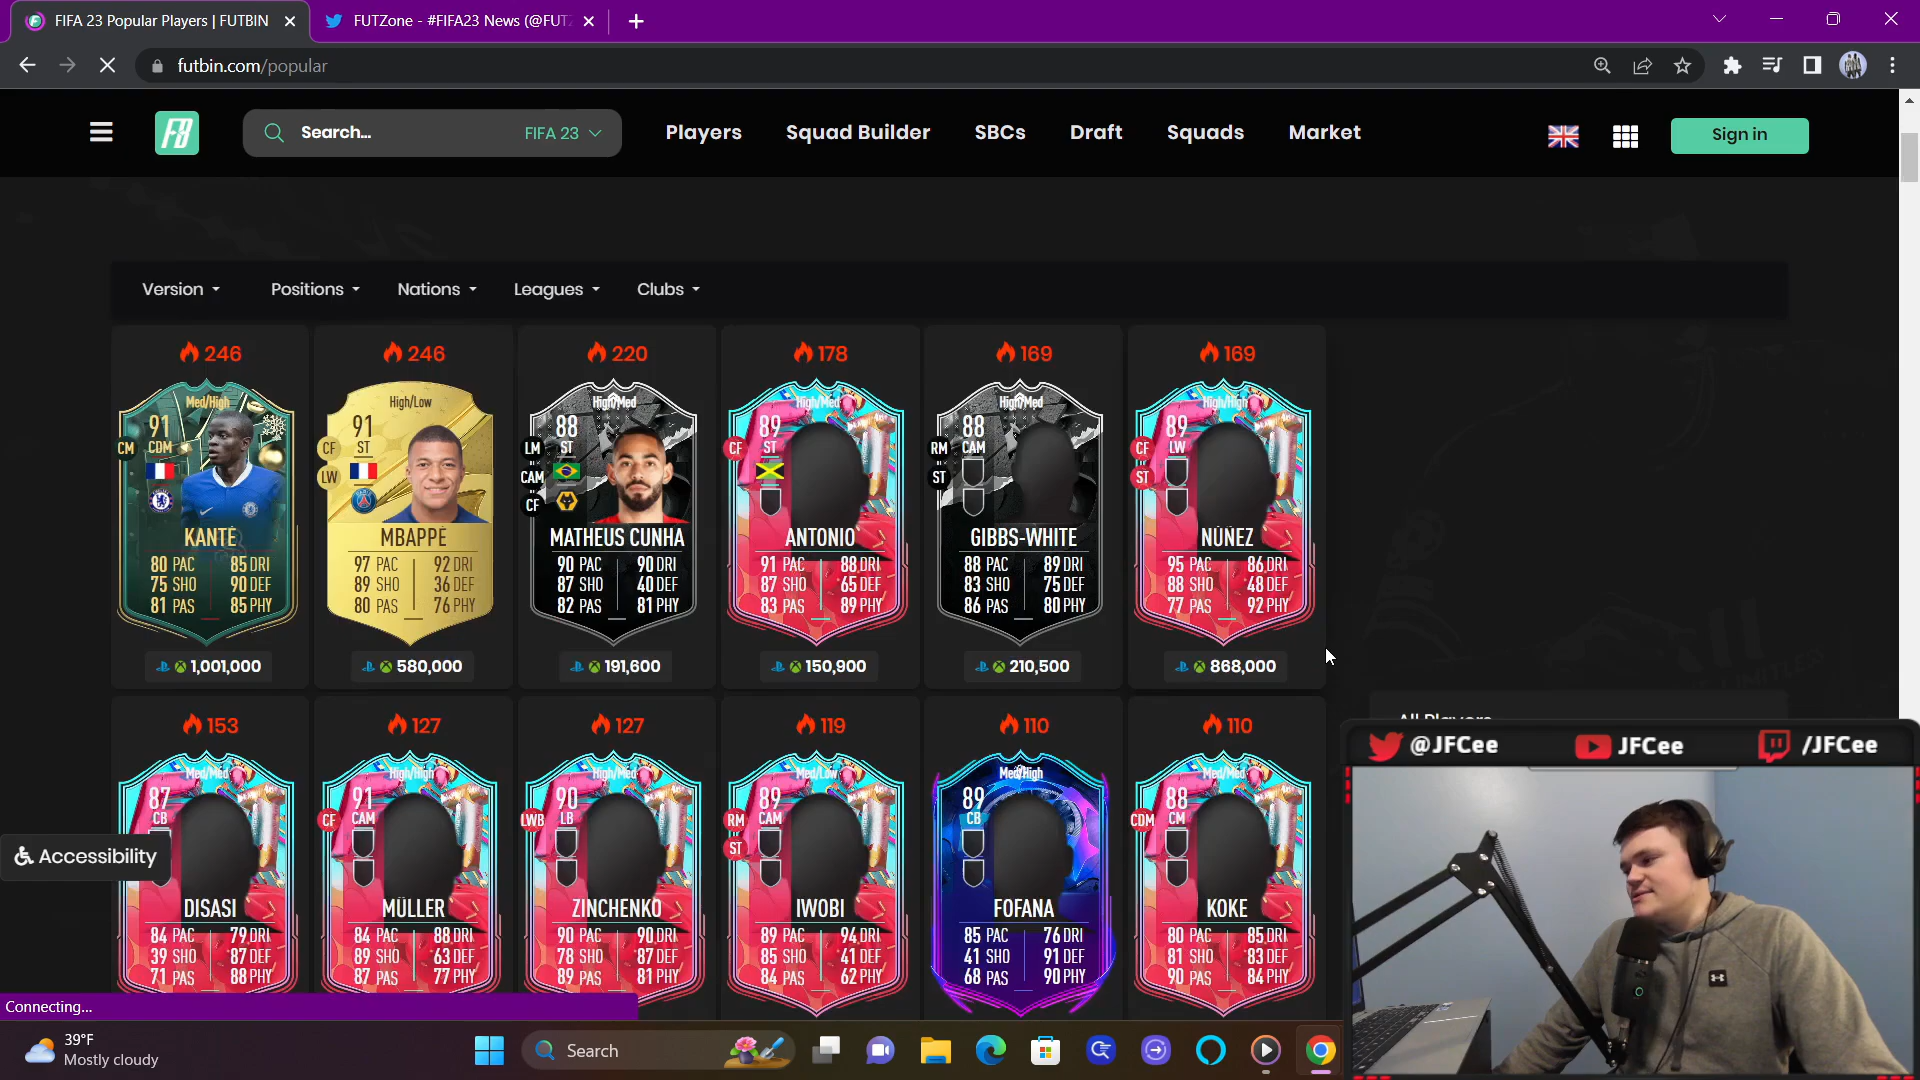 FIFA 23 Popular Players | FUTBIN
FUTZone - #FIFA23 News (@FUTZ
futbin.com/popular
Search...
FIFA 23
Players
Squad Builder
SBCs
Draft
Squads
Market
Sign in
Version
Positions
Nations
Leagues
Clubs
246
Med/High
91
CDM
CM
KANTÉ
80 PAC 85 DRI
75 SHO 90 DEF
81 PAS 85 PHY
1,001,000
246
High/Low
91
ST
CF
LW
MBAPPÉ
97 PAC 92 DRI
89 SHO 36 DEF
80 PAS 76 PHY
580,000
220
High/Med
88
ST
LM
CAM
CF
MATHEUS CUNHA
90 PAC 90 DRI
87 SHO 40 DEF
82 PAS 81 PHY
191,600
178
High/Med
89
ST
CF
ANTONIO
91 PAC 88 DRI
87 SHO 65 DEF
83 PAS 89 PHY
150,900
169
High/Med
88
CAM
RM
ST
GIBBS-WHITE
88 PAC 89 DRI
83 SHO 75 DEF
86 PAS 80 PHY
210,500
169
High/High
89
LW
CF
ST
NÚÑEZ
95 PAC 86 DRI
88 SHO 48 DEF
77 PAS 92 PHY
868,000
153
Med/Med
87
CB
DISASI
84 PAC 79 DRI
39 SHO 87 DEF
71 PAS 88 PHY
127
High/High
91
CAM
CF
MÜLLER
84 PAC 88 DRI
89 SHO 63 DEF
87 PAS 77 PHY
127
High/Med
90
LB
LWB
ZINCHENKO
90 PAC 90 DRI
78 SHO 87 DEF
89 PAS 81 PHY
119
Med/Low
89
CAM
RM
ST
IWOBI
89 PAC 94 DRI
85 SHO 41 DEF
84 PAS 62 PHY
110
Med/High
89
CB
FOFANA
85 PAC 76 DRI
41 SHO 91 DEF
68 PAS 90 PHY
110
Med/Med
88
CM
CDM
KOKE
80 PAC 85 DRI
81 SHO 83 DEF
90 PAS 84 PHY
All Players
Accessibility
@JFCee
JFCee
/JFCee
Connecting...
39°F
Mostly cloudy
Search